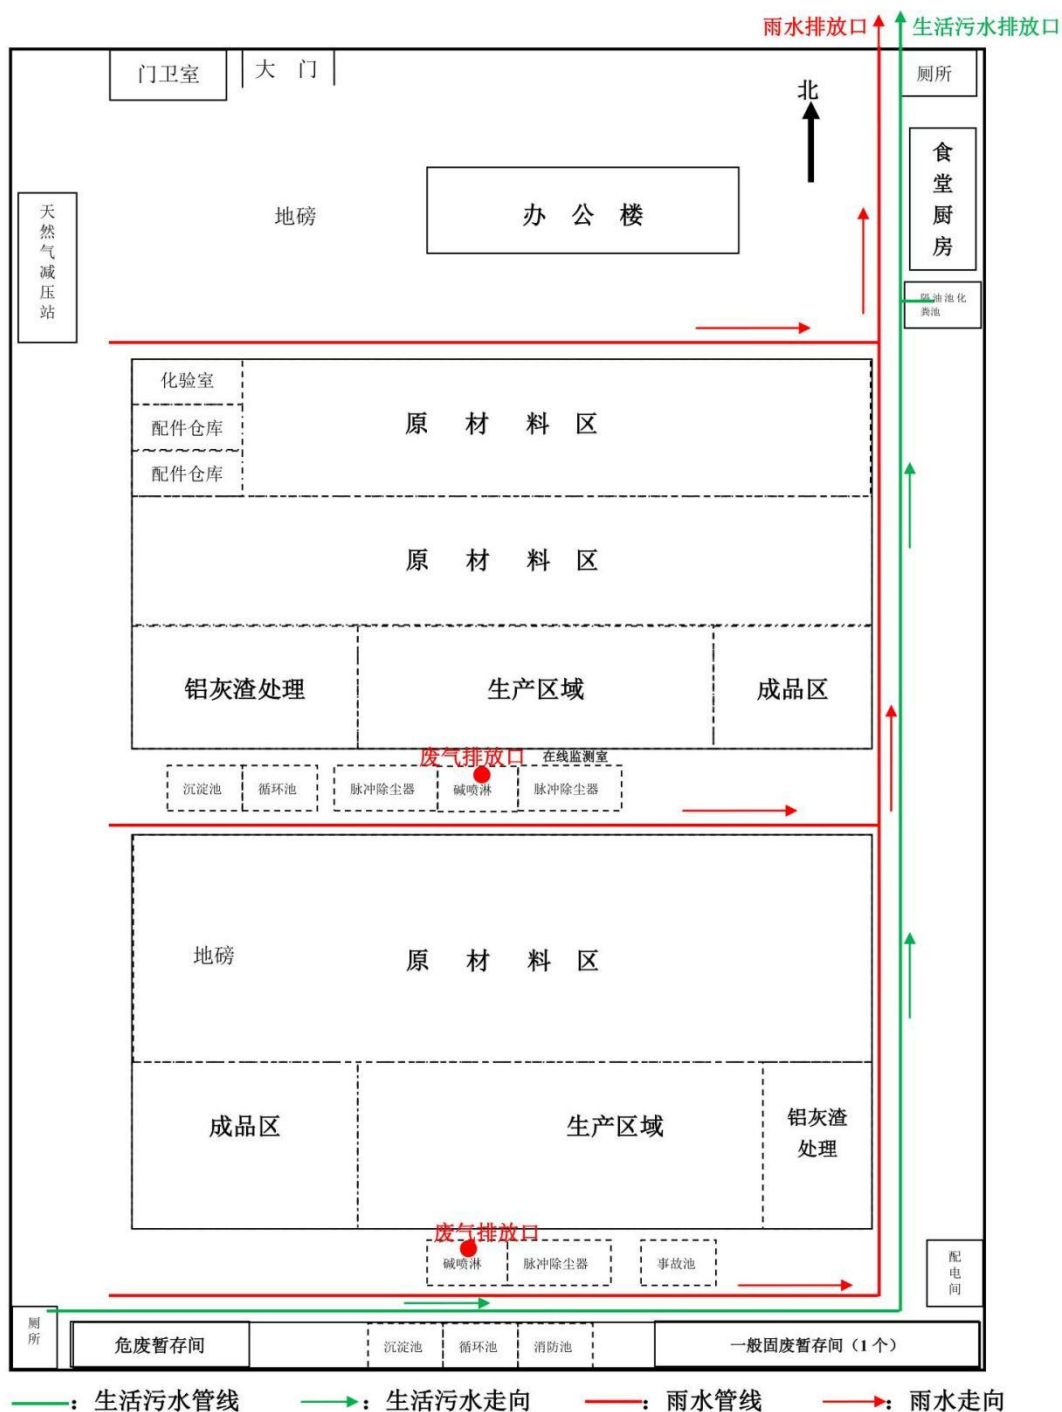 雨水排放口
生活污水排放口
门卫室
大 门
厕所
北
食堂厨房
天然气减压站
地磅
办 公 楼
隔油池化
粪池
化验室
原 材 料 区
配件仓库
配件仓库
原 材 料 区
铝灰渣处理
生产区域
成品区
废气排放口
在线监测室
沉淀池
循环池
脉冲除尘器
碱喷淋
脉冲除尘器
地磅
原 材 料 区
成品区
生产区域
铝灰渣
处理
废气排放口
碱喷淋
脉冲除尘器
事故池
配电间
厕所
危废暂存间
沉淀池
循环池
消防池
一般固废暂存间（1 个）
：生活污水管线
：生活污水走向
：雨水管线
：雨水走向